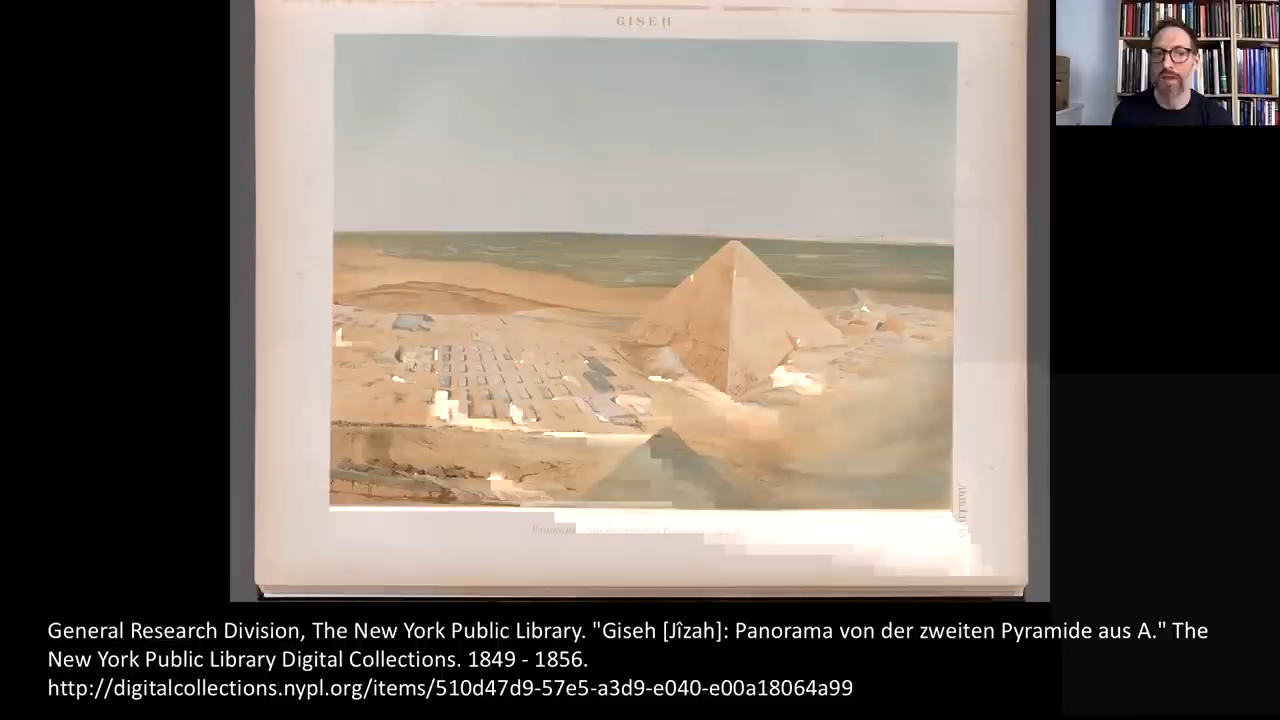 GISEH
General Research Division, The New York Public Library. "Giseh [Jîzah]: Panorama von der zweiten Pyramide aus A." The
New York Public Library Digital Collections. 1849 - 1856.
http://digitalcollections.nypl.org/items/510d47d9-57e5-a3d9-e040-e00a18064a99